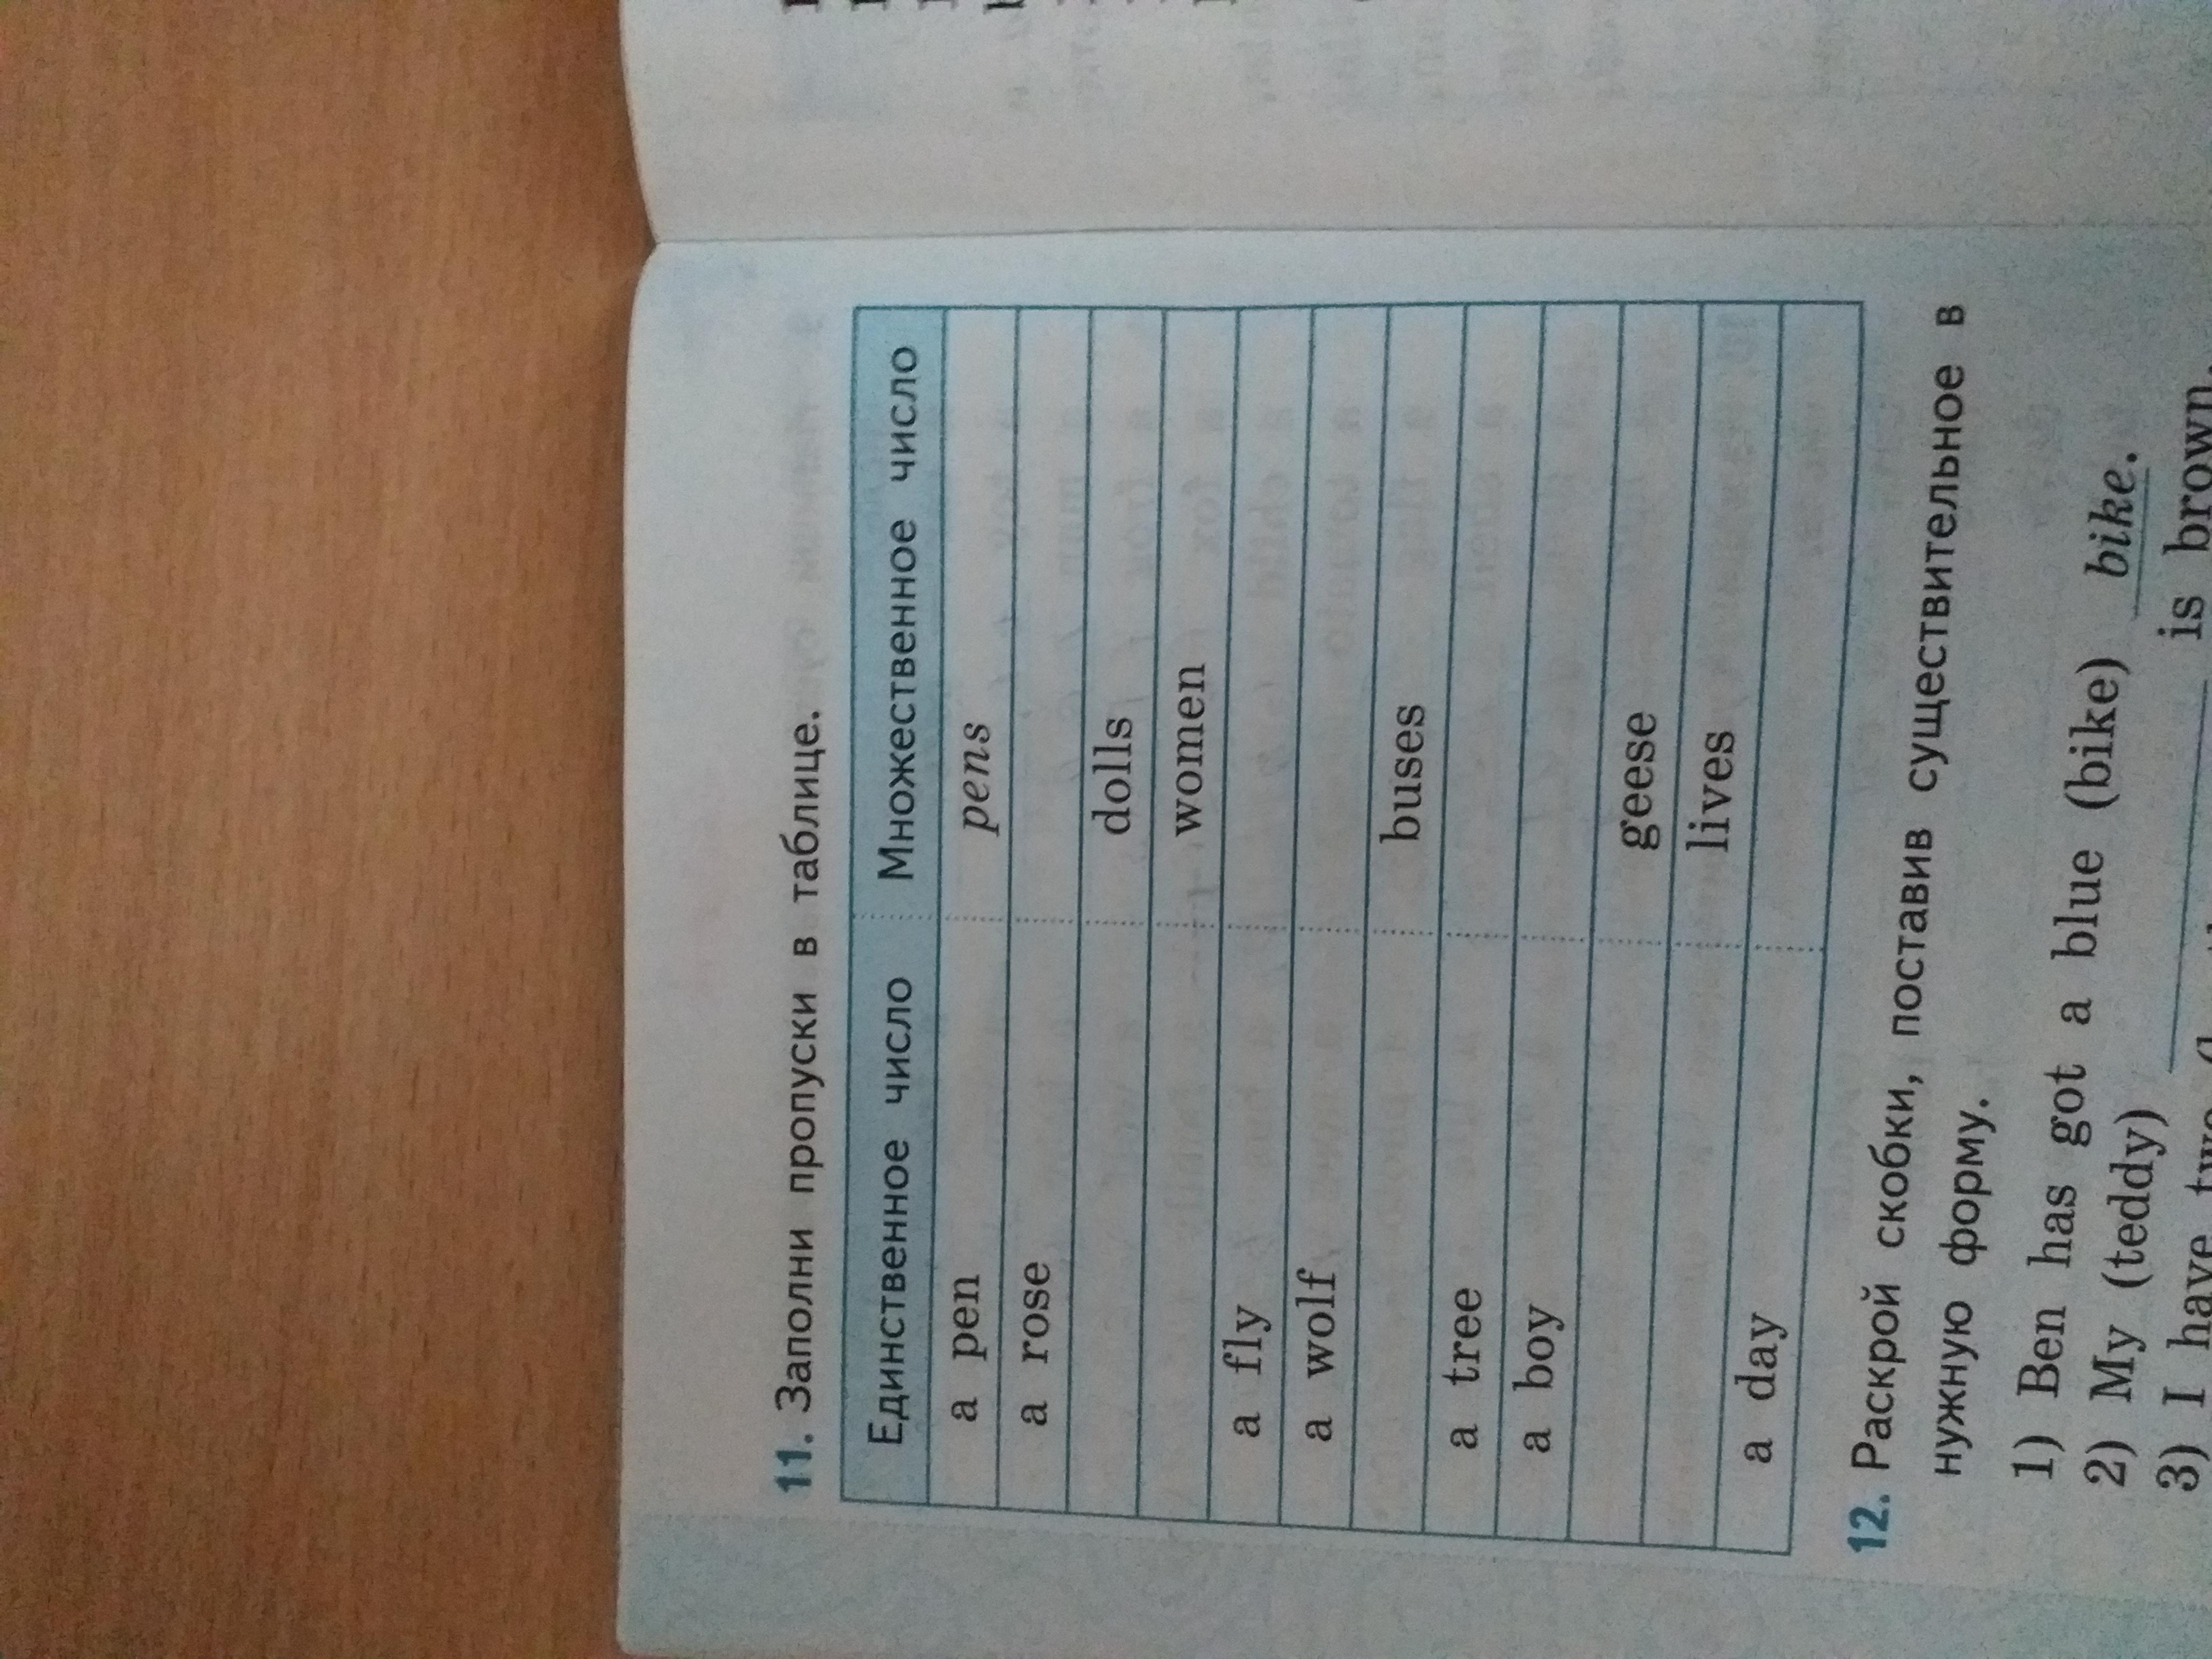 11. Заполни пропуски в таблице.
Единственное число Множественное число
a pen pens
a rose
dolls
women
a fly
a wolf
buses
a tree
a boy
geese
lives
a day
12. Раскрой скобки, поставив существительное в
нужную форму.
1) Ben has got a blue (bike) bike.
2) My (teddy) is brown.
3) I have